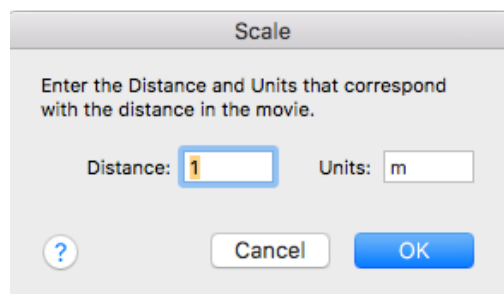 Scale
Enter the Distance and Units that correspond
with the distance in the movie.
Distance: 1 Units: m
? Cancel OK